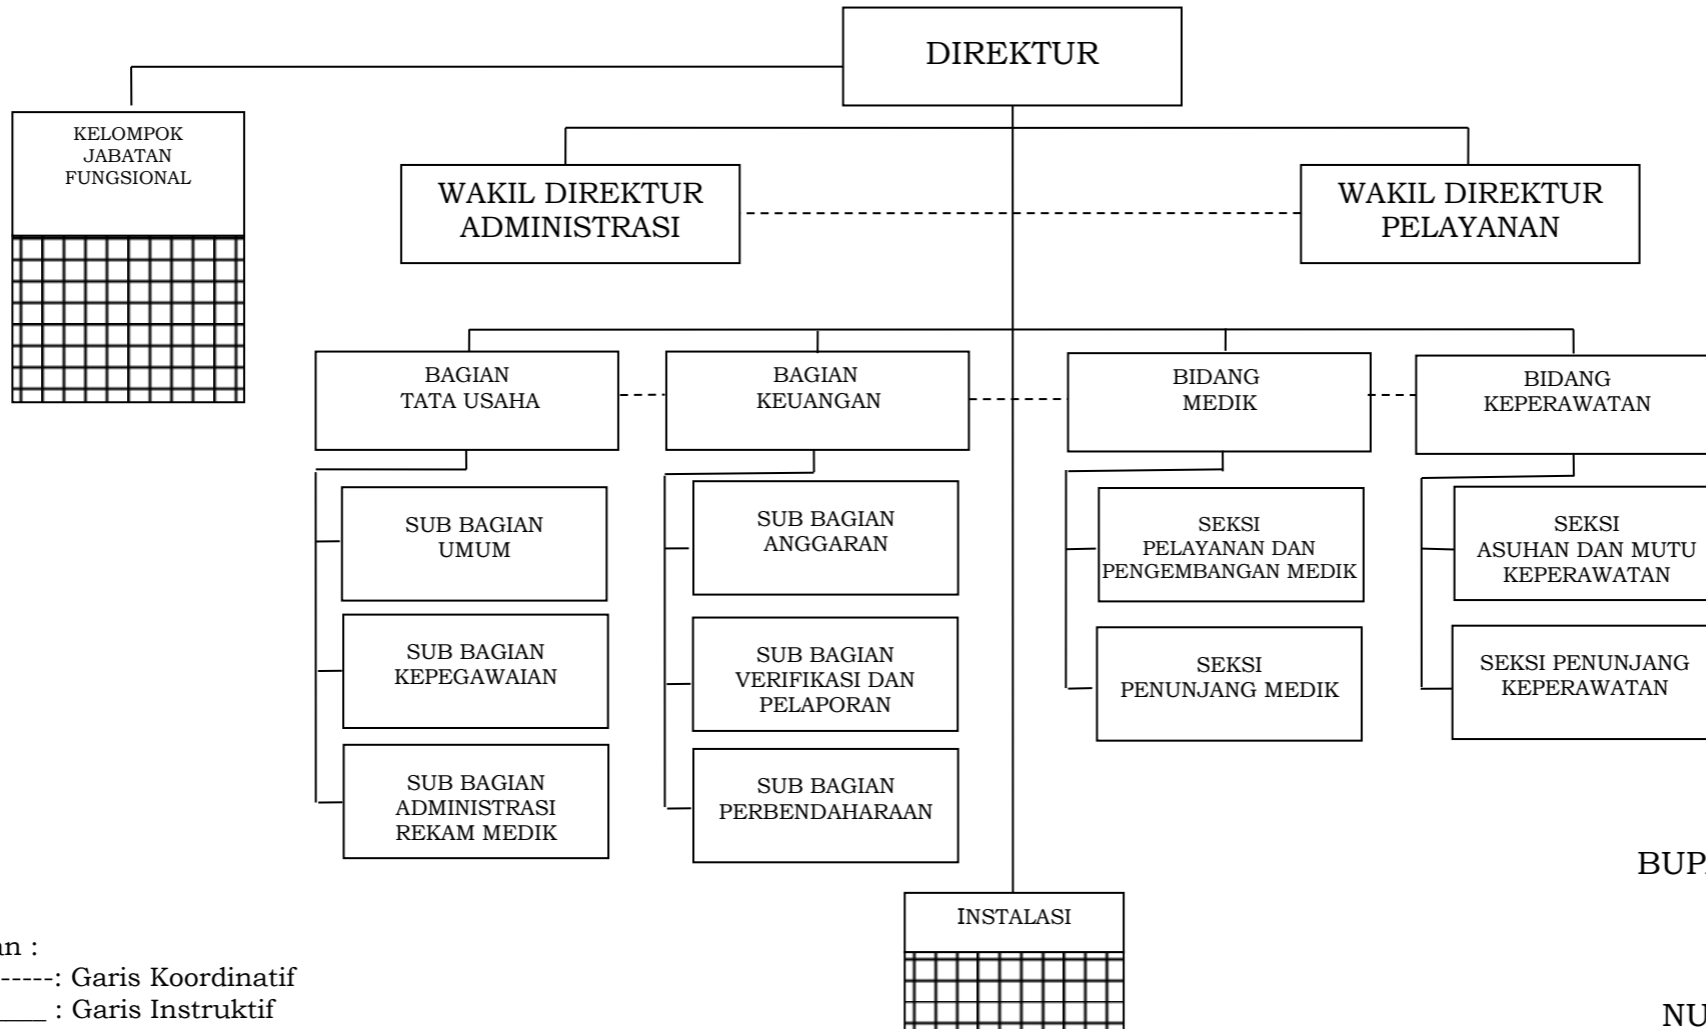 DIREKTUR
KELOMPOK
JABATAN
FUNGSIONAL
WAKIL DIREKTUR
ADMINISTRASI
WAKIL DIREKTUR
PELAYANAN
BAGIAN
TATA USAHA
BAGIAN
KEUANGAN
BIDANG
MEDIK
BIDANG
KEPERAWATAN
SUB BAGIAN
UMUM
SUB BAGIAN
KEPEGAWAIAN
SUB BAGIAN
ADMINISTRASI
REKAM MEDIK
SUB BAGIAN
ANGGARAN
SUB BAGIAN
VERIFIKASI DAN
PELAPORAN
SUB BAGIAN
PERBENDAHARAAN
SEKSI
PELAYANAN DAN
PENGEMBANGAN MEDIK
SEKSI
PENUNJANG MEDIK
SEKSI
ASUHAN DAN MUTU
KEPERAWATAN
SEKSI PENUNJANG
KEPERAWATAN
INSTALASI
------: Garis Koordinatif
____ : Garis Instruktif